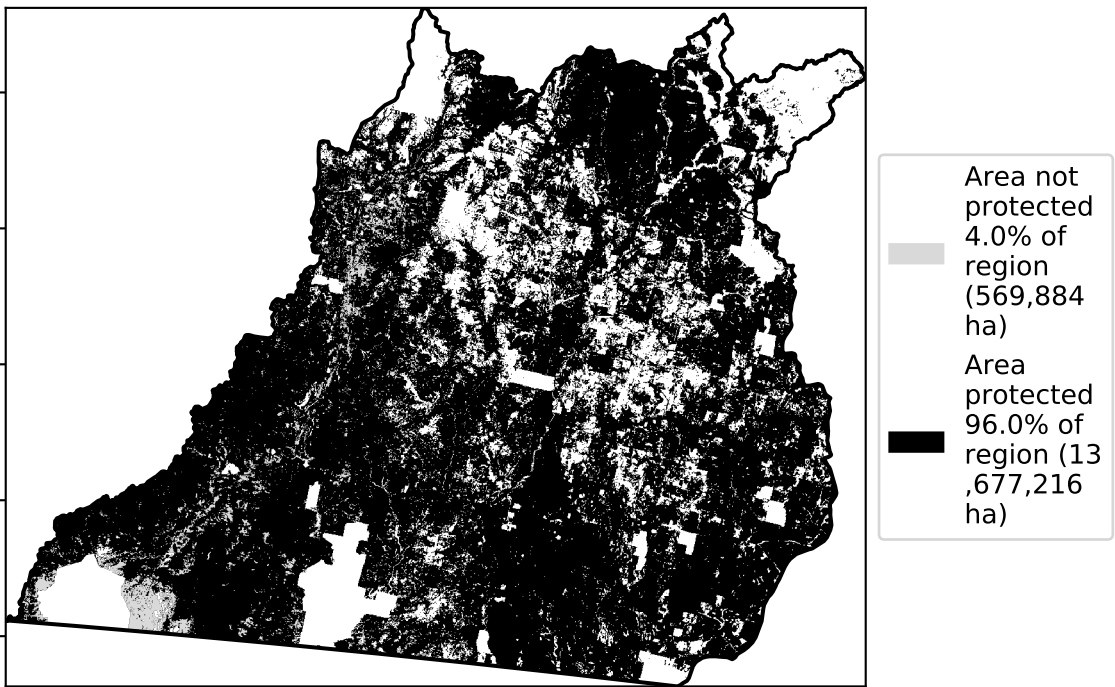 Area not
protected
4.0% of
region
(569,884
ha)
Area
protected
96.0% of
region (13
,677,216
ha)